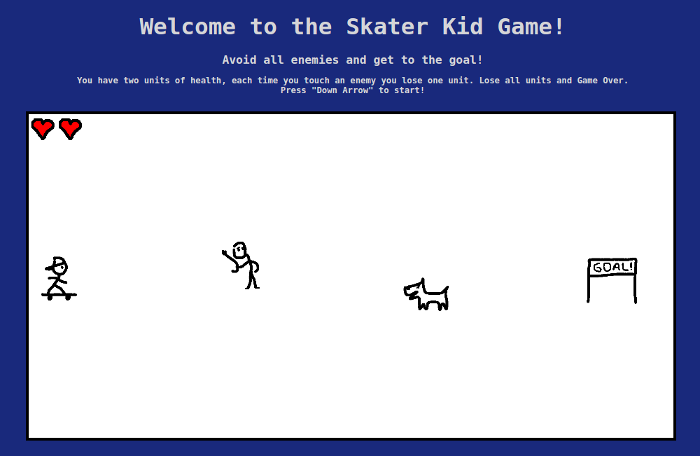 Welcome to the Skater Kid Game!
Avoid all enemies and get to the goal!
You have two units of health, each time you touch an enemy you lose one unit. Lose all units and Game Over.
Press "Down Arrow" to start!
GOAL!